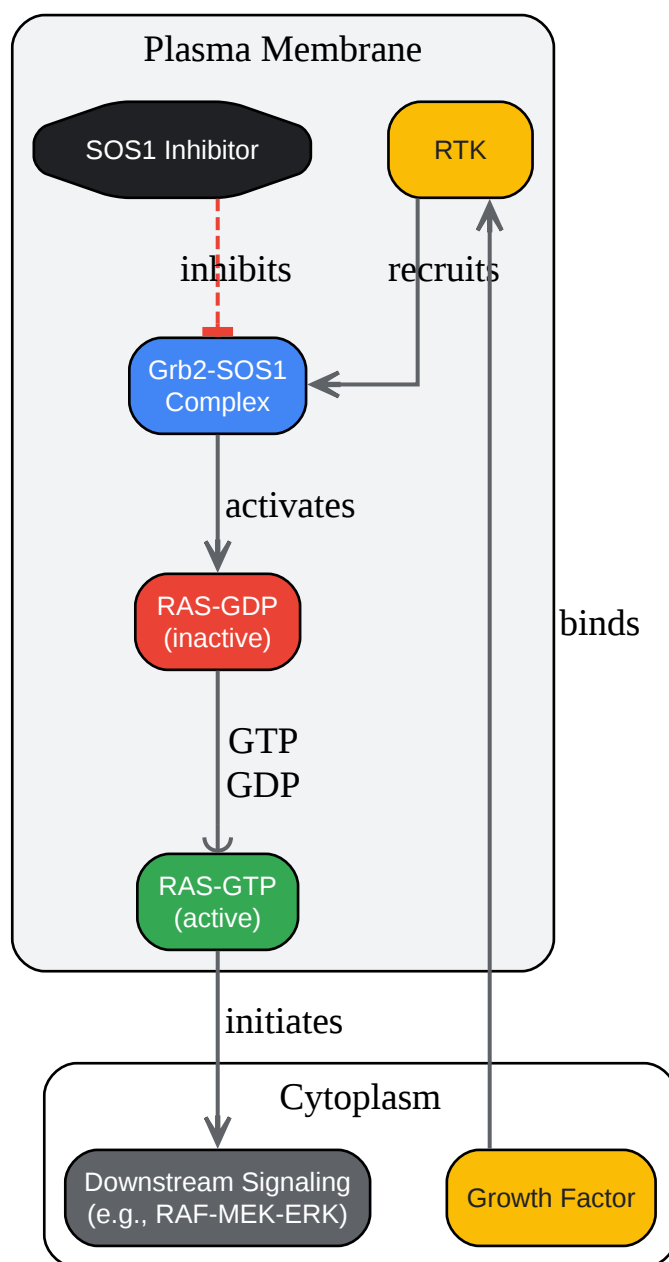 Plasma Membrane
SOS1 Inhibitor
RTK
inhibits
recruits
Grb2-SOS1
Complex
activates
RAS-GDP
(inactive)
binds
GTP
GDP
RAS-GTP
(active)
initiates
Cytoplasm
Downstream Signaling
(e.g., RAF-MEK-ERK)
Growth Factor